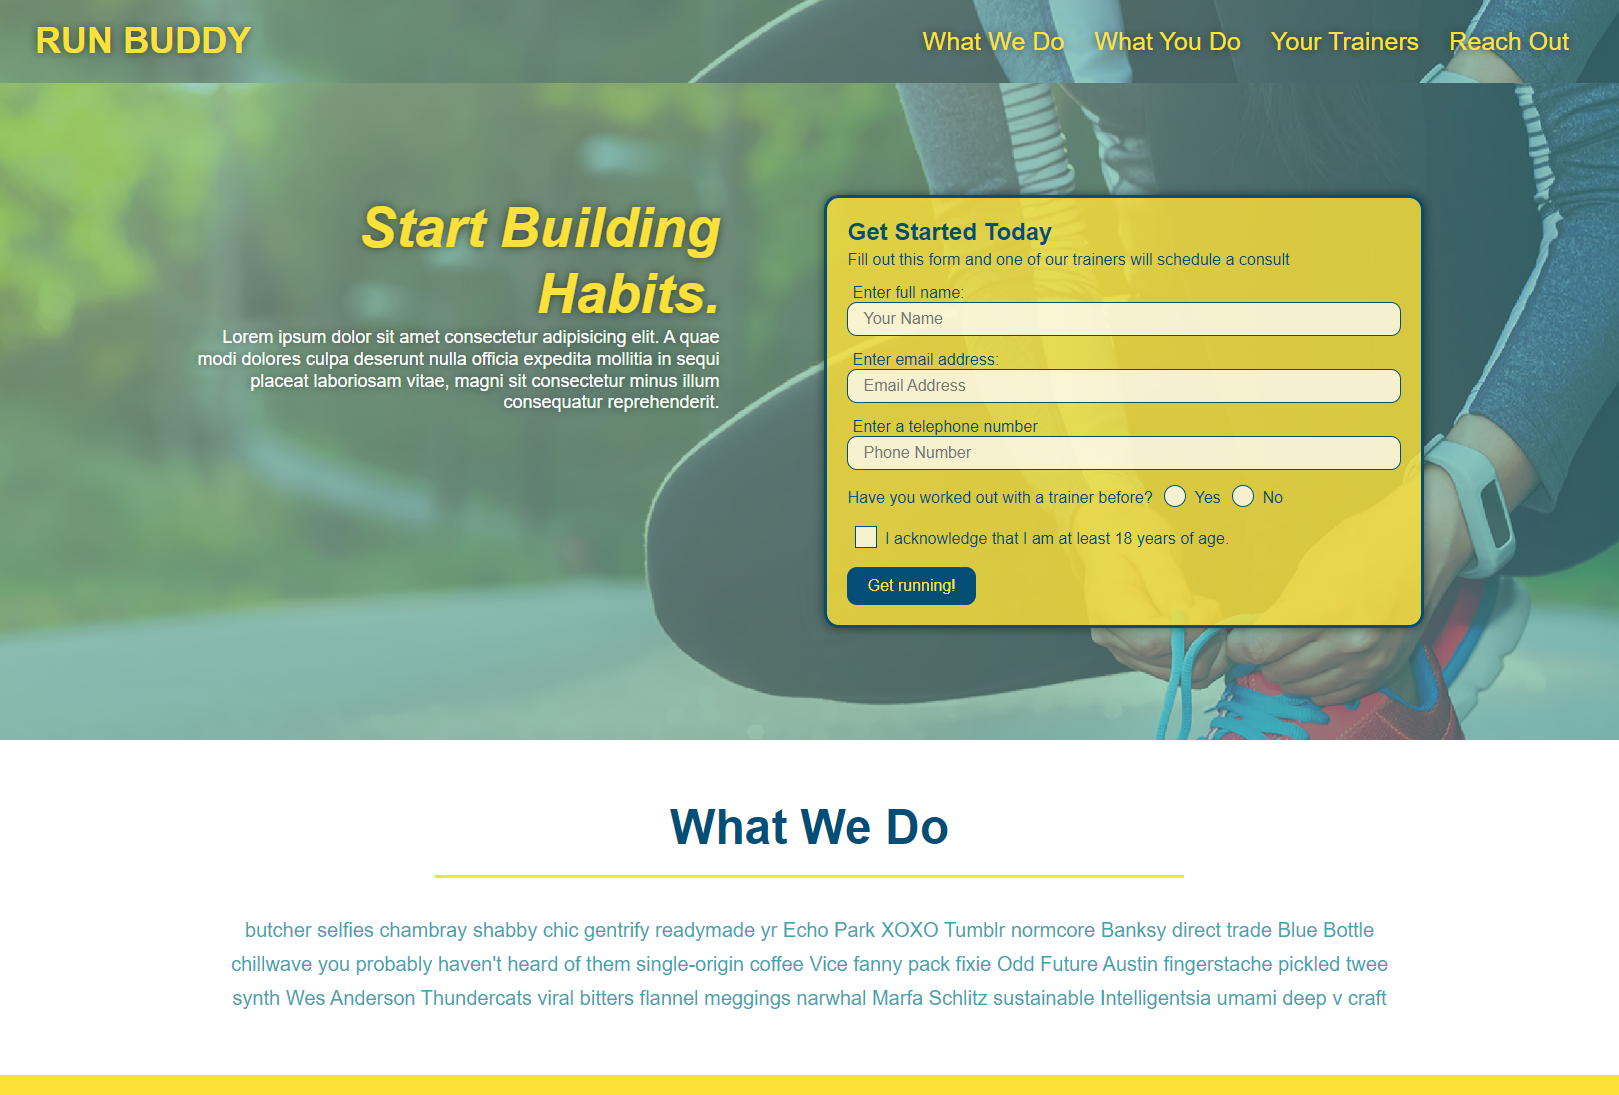 RUN BUDDY
What We Do What You Do Your Trainers Reach Out
Start Building
Habits.
Lorem ipsum dolor sit amet consectetur adipisicing elit. A quae
modi dolores culpa deserunt nulla officia expedita mollitia in sequi
placeat laboriosam vitae, magni sit consectetur minus illum
consequatur reprehenderit.
Get Started Today
Fill out this form and one of our trainers will schedule a consult
Enter full name:
Your Name
Enter email address:
Email Address
Enter a telephone number
Phone Number
Have you worked out with a trainer before? Yes No
I acknowledge that I am at least 18 years of age.
Get running!
What We Do
butcher selfies chambray shabby chic gentrify readymade yr Echo Park XOXO Tumblr normcore Banksy direct trade Blue Bottle
chillwave you probably haven't heard of them single-origin coffee Vice fanny pack fixie Odd Future Austin fingerstache pickled twee
synth Wes Anderson Thundercats viral bitters flannel meggings narwhal Marfa Schlitz sustainable Intelligentsia umami deep v craft